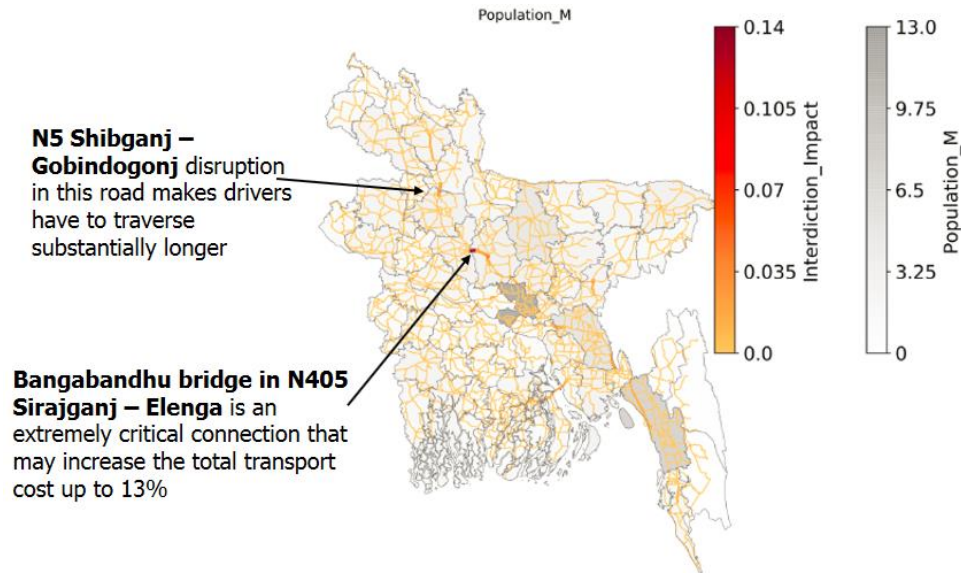 Population_M
N5 Shibganj –
Gobindogonj disruption
in this road makes drivers
have to traverse
substantially longer
Bangabandhu bridge in N405
Sirajganj – Elenga is an
extremely critical connection that
may increase the total transport
cost up to 13%
0.14
0.105
0.07
0.035
0.0
Interdiction_Impact
13.0
9.75
6.5
3.25
0
Population_M